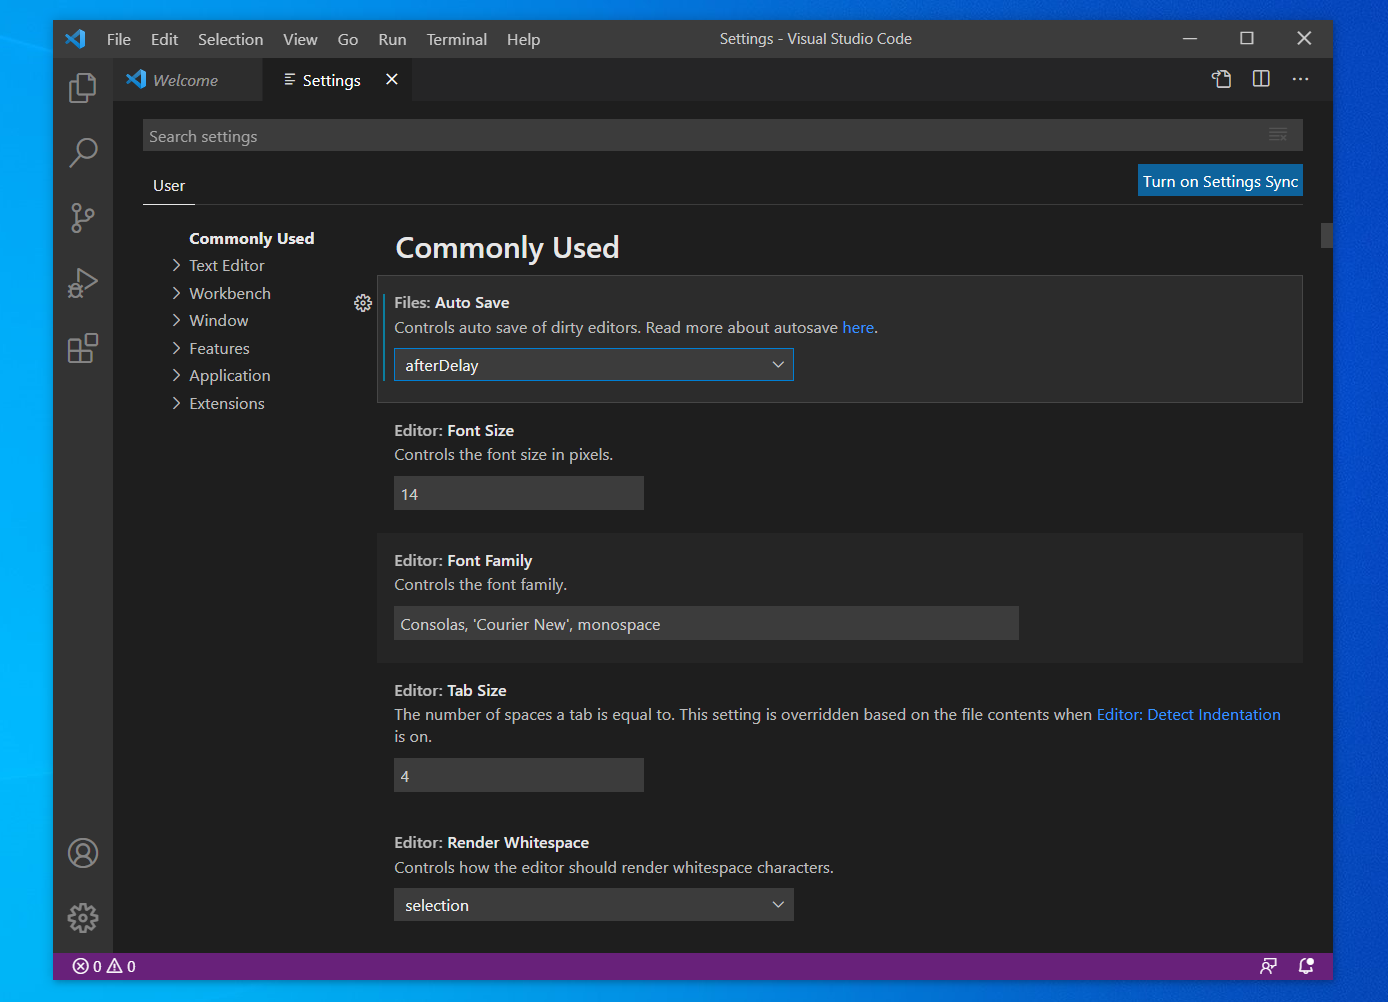 File Edit Selection View Go Run Terminal Help
Settings - Visual Studio Code
Welcome
Settings
Search settings
User
Turn on Settings Sync
Commonly Used
Text Editor
Workbench
Window
Features
Application
Extensions
Commonly Used
Files: Auto Save
Controls auto save of dirty editors. Read more about autosave here.
afterDelay
Editor: Font Size
Controls the font size in pixels.
14
Editor: Font Family
Controls the font family.
Consolas, 'Courier New', monospace
Editor: Tab Size
The number of spaces a tab is equal to. This setting is overridden based on the file contents when Editor: Detect Indentation
is on.
4
Editor: Render Whitespace
Controls how the editor should render whitespace characters.
selection
0 0